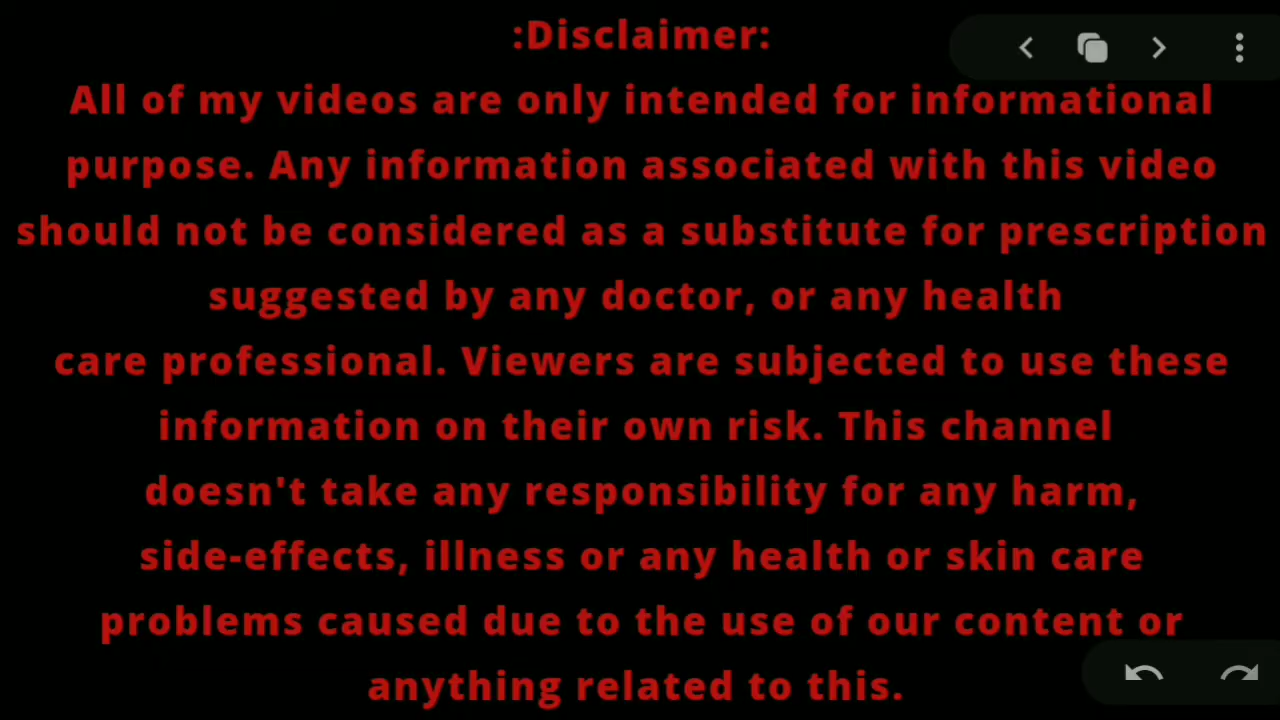 :Disclaimer:
All of my videos are only intended for informational
purpose. Any information associated with this video
should not be considered as a substitute for prescription
suggested by any doctor, or any health
care professional. Viewers are subjected to use these
information on their own risk. This channel
doesn't take any responsibility for any harm,
side-effects, illness or any health or skin care
problems caused due to the use of our content or
anything related to this.